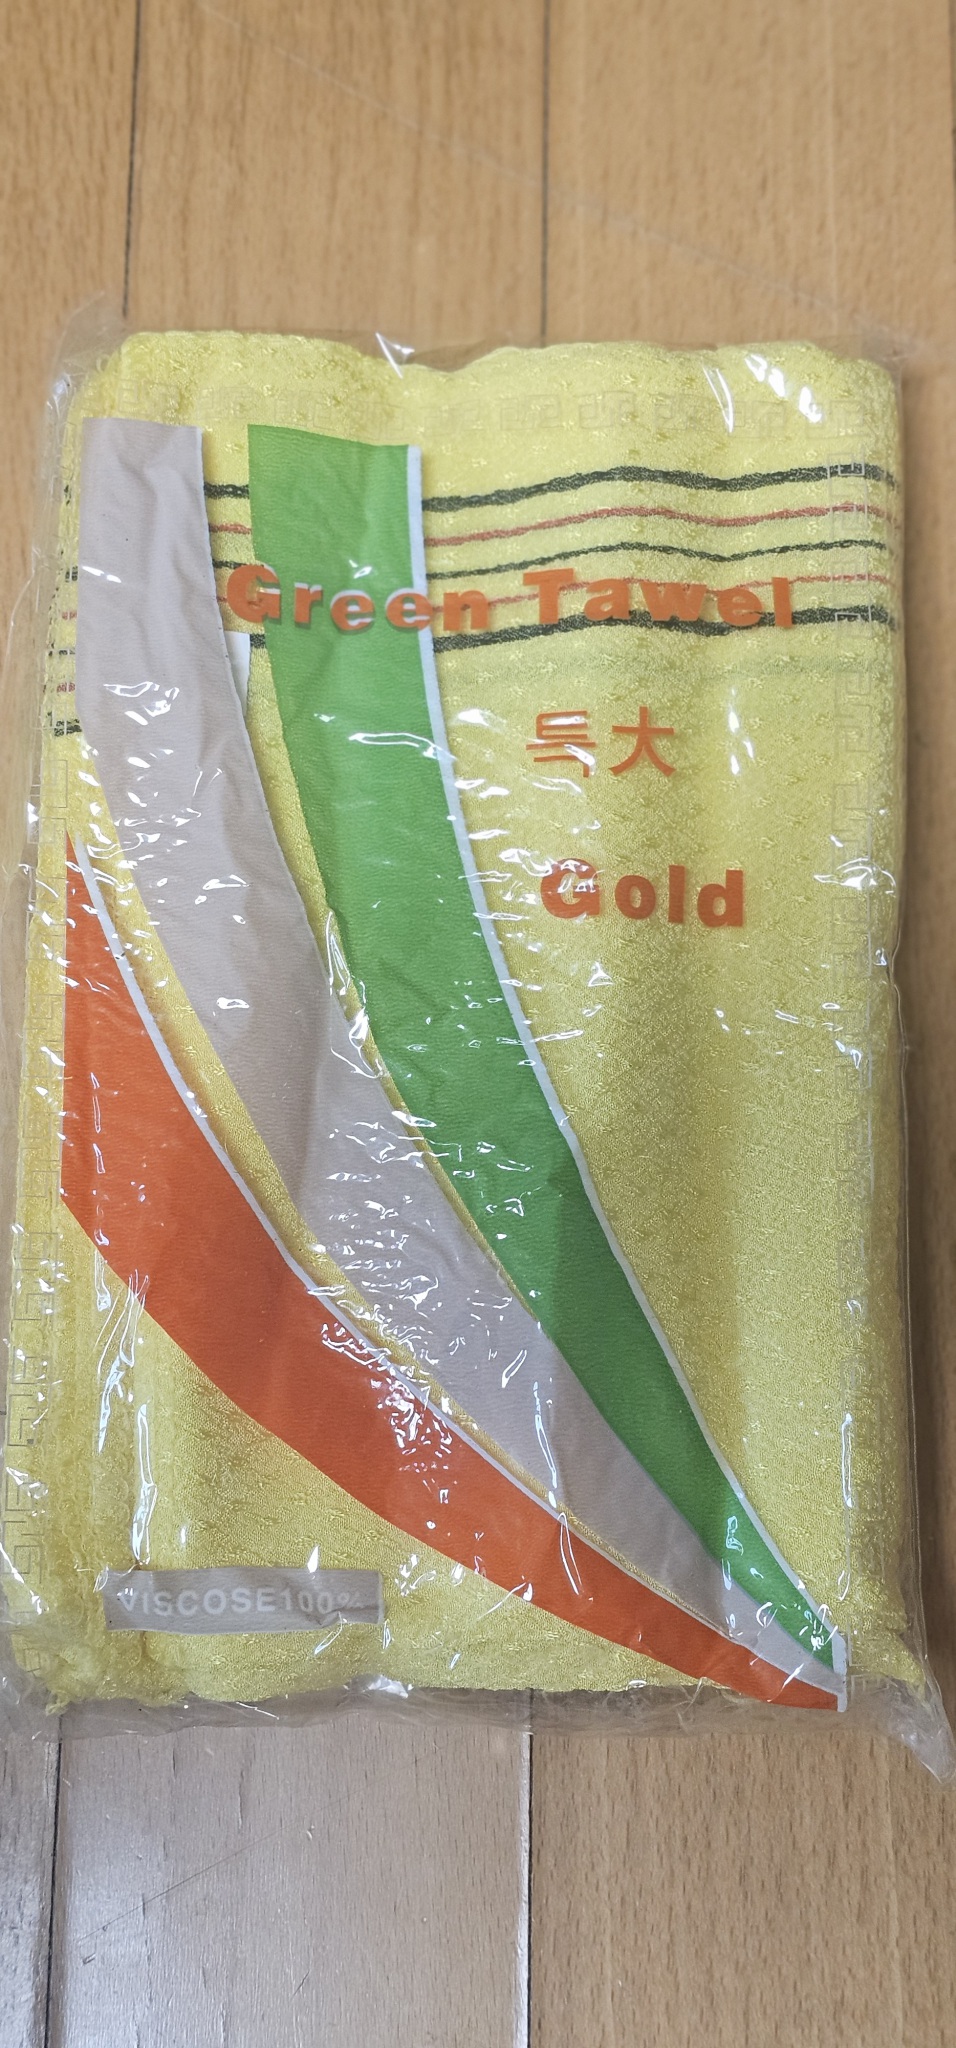 Green Tawel
특大
Gold
VISCOSE100%